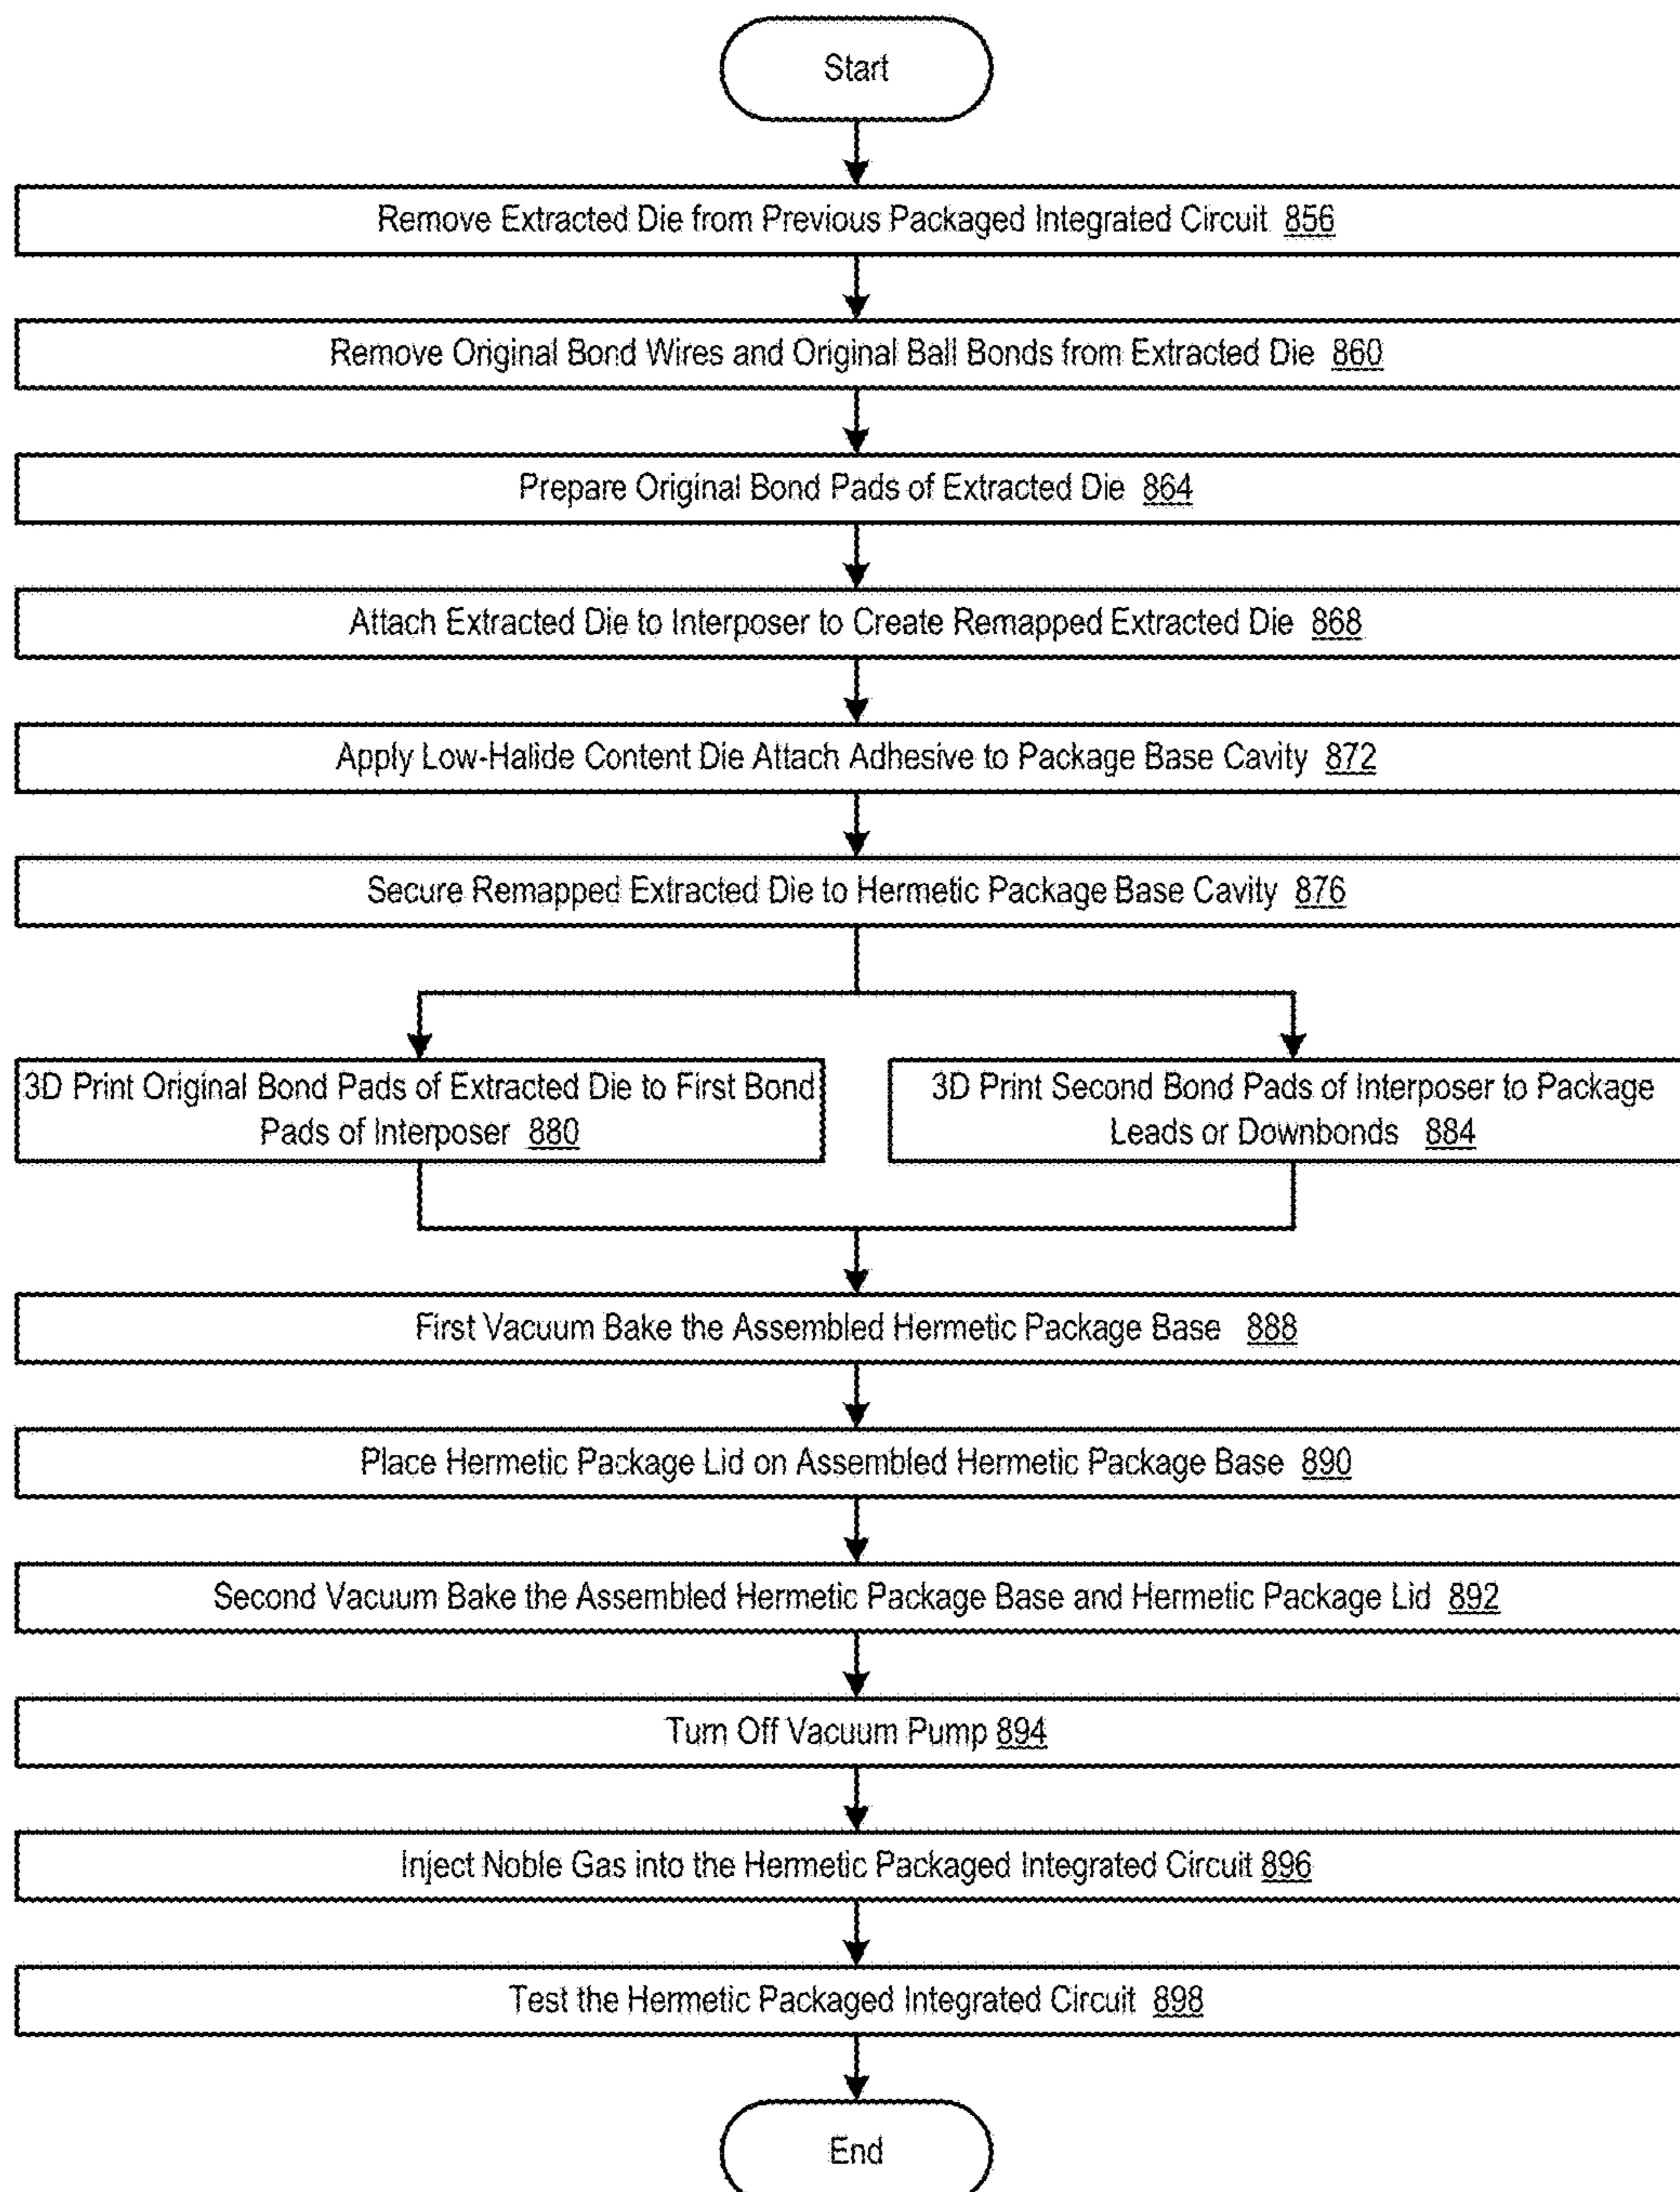 Start
Remove Extracted Die from Previous Packaged Integrated Circuit 856
Remove Original Bond Wires and Original Ball Bonds from Extracted Die 860
Prepare Original Bond Pads of Extracted Die 864
Attach Extracted Die to Interposer to Create Remapped Extracted Die 868
Apply Low-Halide Content Die Attach Adhesive to Package Base Cavity 872
Secure Remapped Extracted Die to Hermetic Package Base Cavity 876
3D Print Original Bond Pads of Extracted Die to First Bond
Pads of Interposer 880
3D Print Second Bond Pads of Interposer to Package
Leads or Downbonds 884
First Vacuum Bake the Assembled Hermetic Package Base 888
Place Hermetic Package Lid on Assembled Hermetic Package Base 890
Second Vacuum Bake the Assembled Hermetic Package Base and Hermetic Package Lid 892
Turn Off Vacuum Pump 894
Inject Noble Gas into the Hermetic Packaged Integrated Circuit 896
Test the Hermetic Packaged Integrated Circuit 898
End